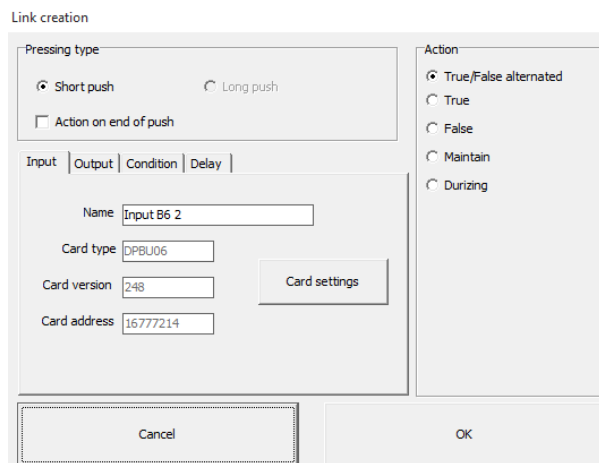 Link creation
Pressing type
Short push
Long push
Action on end of push
Action
True/False alternated
True
False
Maintain
Durizing
Input
Output
Condition
Delay
Name
Input B6 2
Card type
DPBU06
Card version
248
Card address
16777214
Card settings
Cancel
OK